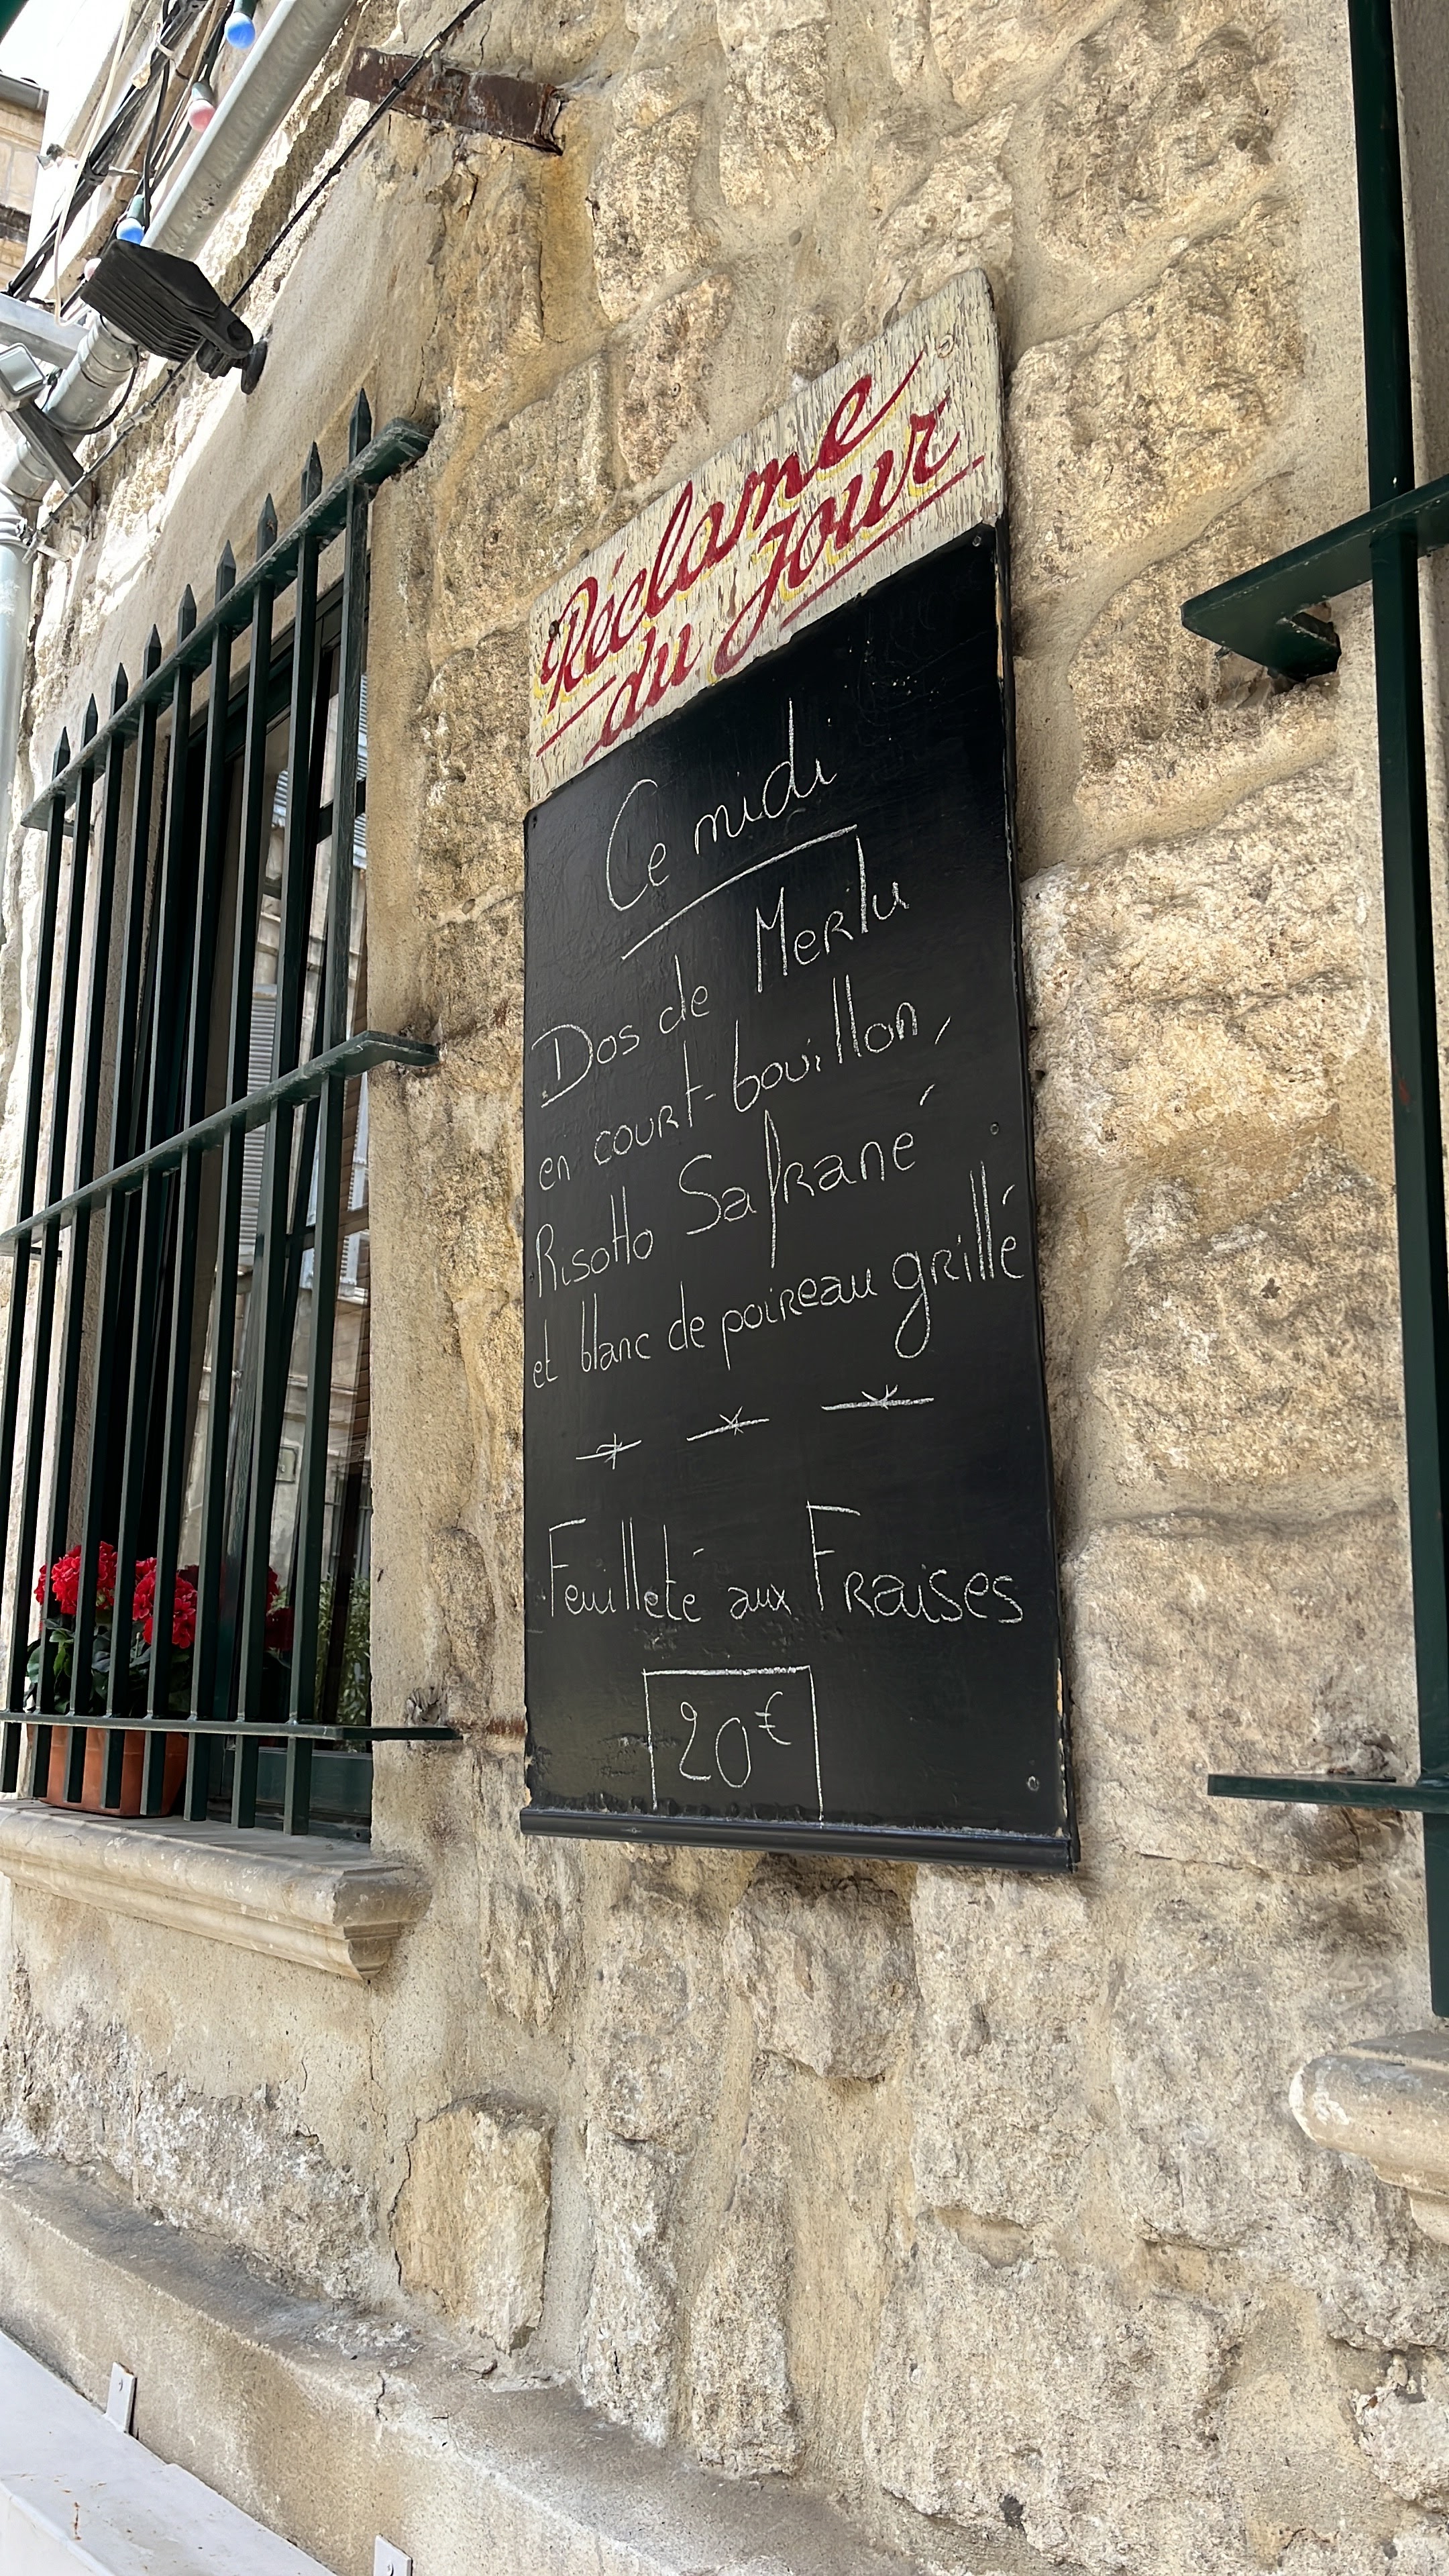 Réclame
du jour
Ce midi
Dos de Merlu
en court-bouillon,
Risotto Safrané
et blanc de poireau grillé
Feuilleté aux Fraises
20€